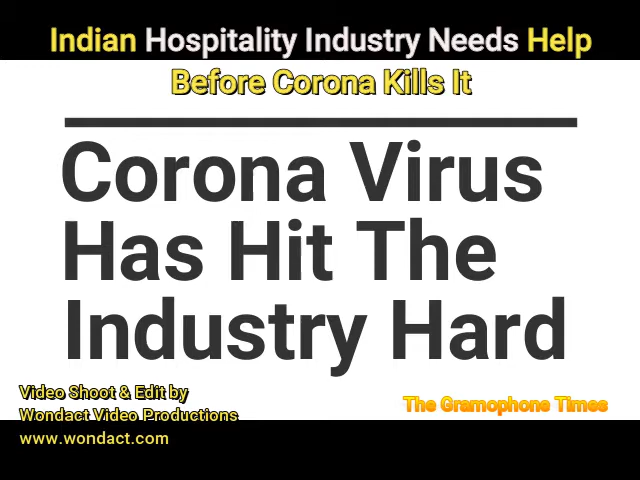 Indian Hospitality Industry Needs Help
Before Corona Kills It
Corona Virus
Has Hit The
Industry Hard
Video Shoot & Edit by
Wondact Video Productions
www.wondact.com
The Gramophone Times